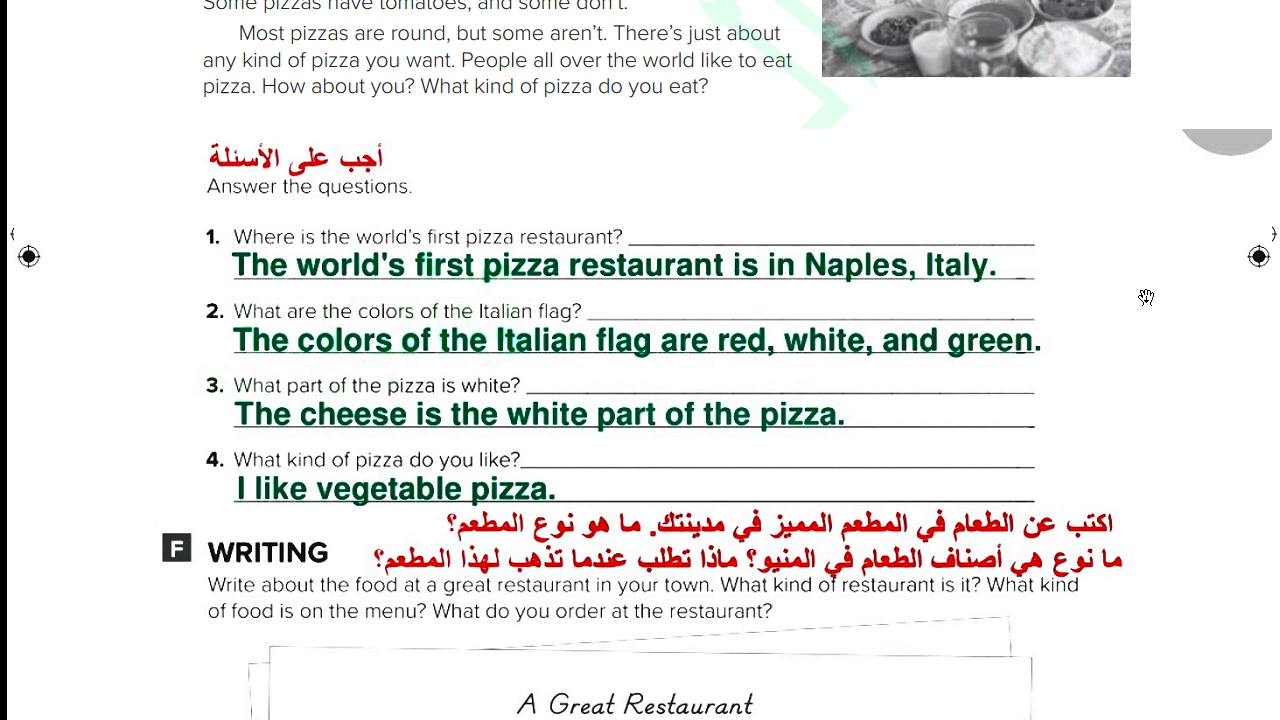 Some pizzas have tomatoes, and some don't.
Most pizzas are round, but some aren't. There's just about
any kind of pizza you want. People all over the world like to eat
pizza. How about you? What kind of pizza do you eat?
أجب على الأسئلة
Answer the questions.
1. Where is the world's first pizza restaurant?
The world's first pizza restaurant is in Naples, Italy.
2. What are the colors of the Italian flag?
The colors of the Italian flag are red, white, and green.
3. What part of the pizza is white?
The cheese is the white part of the pizza.
4. What kind of pizza do you like?
I like vegetable pizza.
اكتب عن الطعام في المطعم المميز في مدينتك. ما هو نوع المطعم؟
ما نوع هي أصناف الطعام في المنيو؟ ماذا تطلب عندما تذهب لهذا المطعم؟
F WRITING
Write about the food at a great restaurant in your town. What kind of restaurant is it? What kind
of food is on the menu? What do you order at the restaurant?
A Great Restaurant